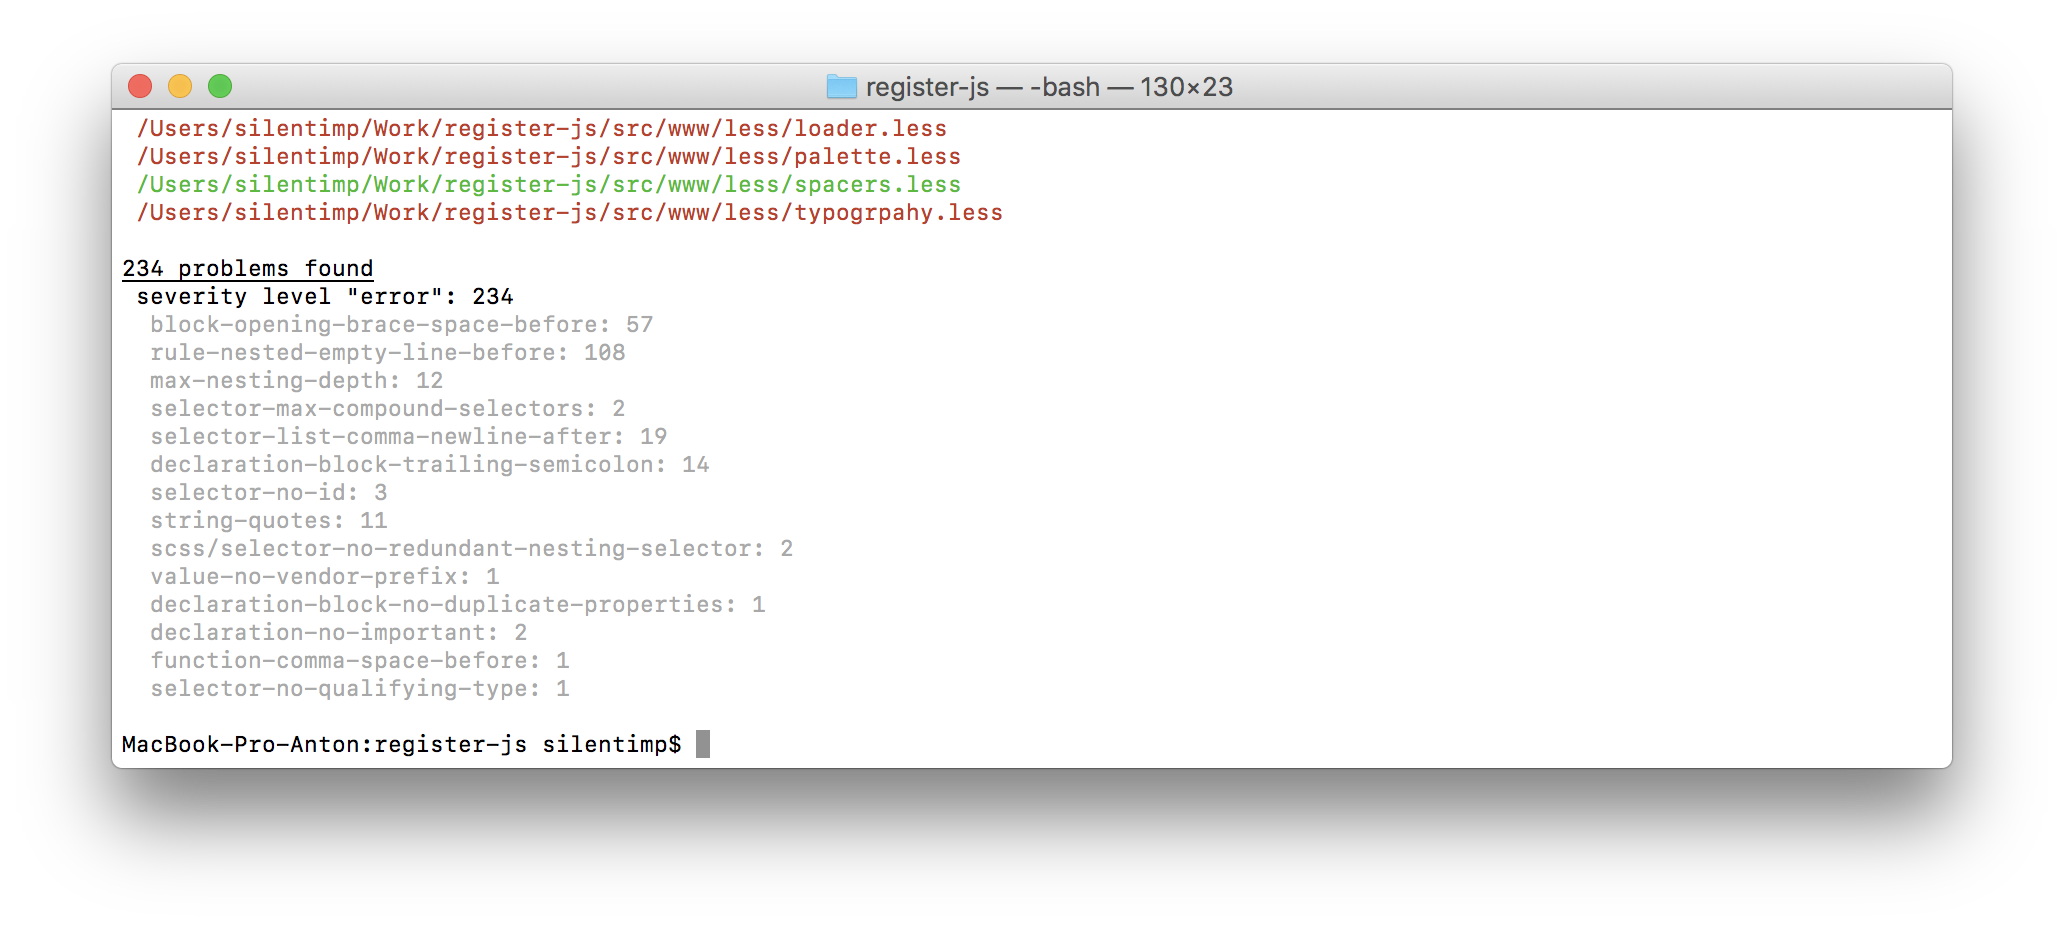 register-js — -bash — 130×23
/Users/silentimp/Work/register-js/src/www/less/loader.less
/Users/silentimp/Work/register-js/src/www/less/palette.less
/Users/silentimp/Work/register-js/src/www/less/spacers.less
/Users/silentimp/Work/register-js/src/www/less/typogrpahy.less
234 problems found
severity level "error": 234
block-opening-brace-space-before: 57
rule-nested-empty-line-before: 108
max-nesting-depth: 12
selector-max-compound-selectors: 2
selector-list-comma-newline-after: 19
declaration-block-trailing-semicolon: 14
selector-no-id: 3
string-quotes: 11
scss/selector-no-redundant-nesting-selector: 2
value-no-vendor-prefix: 1
declaration-block-no-duplicate-properties: 1
declaration-no-important: 2
function-comma-space-before: 1
selector-no-qualifying-type: 1
MacBook-Pro-Anton:register-js silentimp$